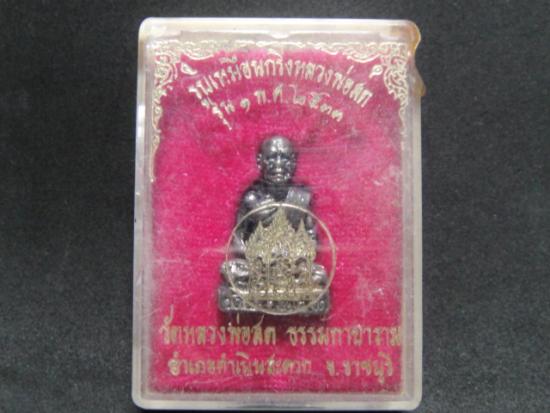 รูปเหมือนกริ่งหลวงพ่อสด
รุ่น ๑ พ.ศ. ๒๕๓๓
วัดหลวงพ่อสด ธรรมกายาราม
อำเภอดำเนินสะดวก จ.ราชบุรี